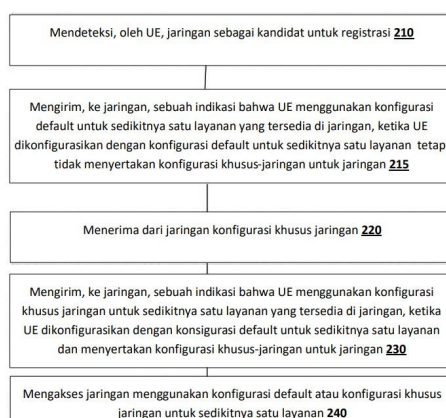 Mendeteksi, oleh UE, jaringan sebagai kandidat untuk registrasi 210
Mengirim, ke jaringan, sebuah indikasi bahwa UE menggunakan konfigurasi
default untuk sedikitnya satu layanan yang tersedia di jaringan, ketika UE
dikonfigurasikan dengan konfigurasi default untuk sedikitnya satu layanan tetap
tidak menyertakan konfigurasi khusus-jaringan untuk jaringan 215
Menerima dari jaringan konfigurasi khusus jaringan 220
Mengirim, ke jaringan, sebuah indikasi bahwa UE menggunakan konfigurasi
khusus jaringan untuk sedikitnya satu layanan yang tersedia di jaringan, ketika
UE dikonfigurasikan dengan konsigurasi default untuk sedikitnya satu layanan
dan menyertakan konfigurasi khusus-jaringan untuk jaringan 230
Mengakses jaringan menggunakan konfigurasi default atau konfigurasi khusus
jaringan untuk sedikitnya satu layanan 240